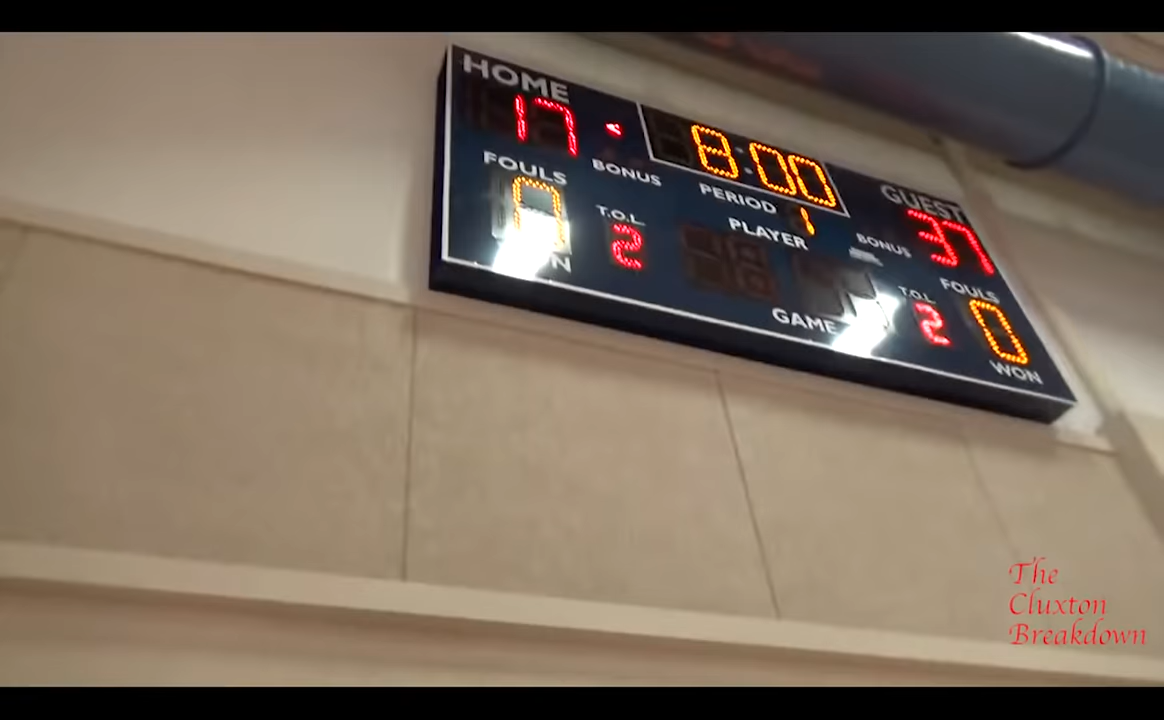 HOME
17
8:00
GUEST
37
FOULS
BONUS
PERIOD
1
BONUS
0
T.O.L.
2
PLAYER
FOULS
T.O.L.
2
0
GAME
WON
The
Cluxton
Breakdown